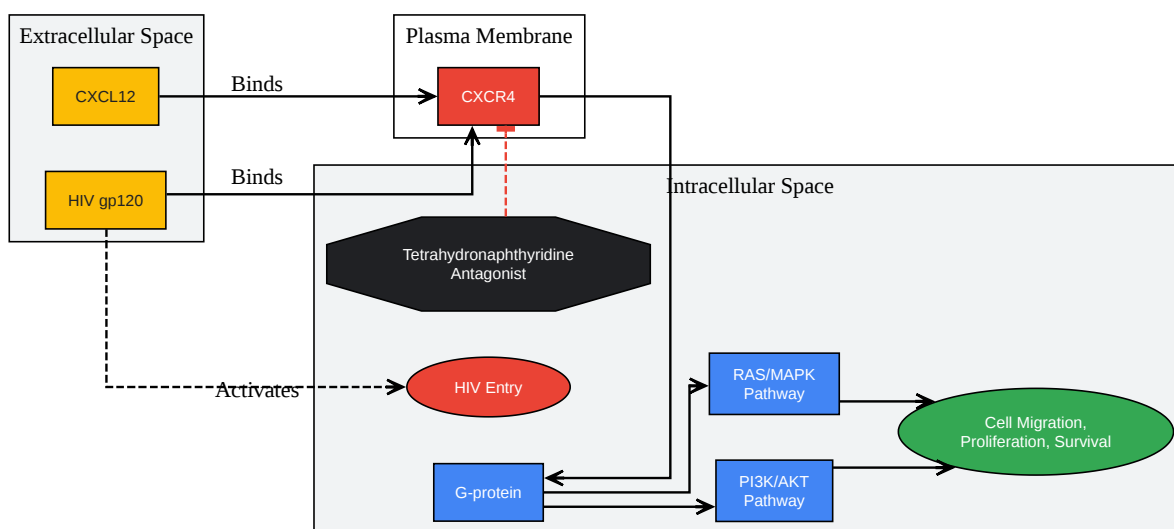 Extracellular Space
Plasma Membrane
CXCL12
Binds
CXCR4
HIV gp120
Binds
Intracellular Space
Tetrahydronaphthyridine
Antagonist
Activates
HIV Entry
RAS/MAPK
Pathway
Cell Migration,
Proliferation, Survival
G-protein
PI3K/AKT
Pathway